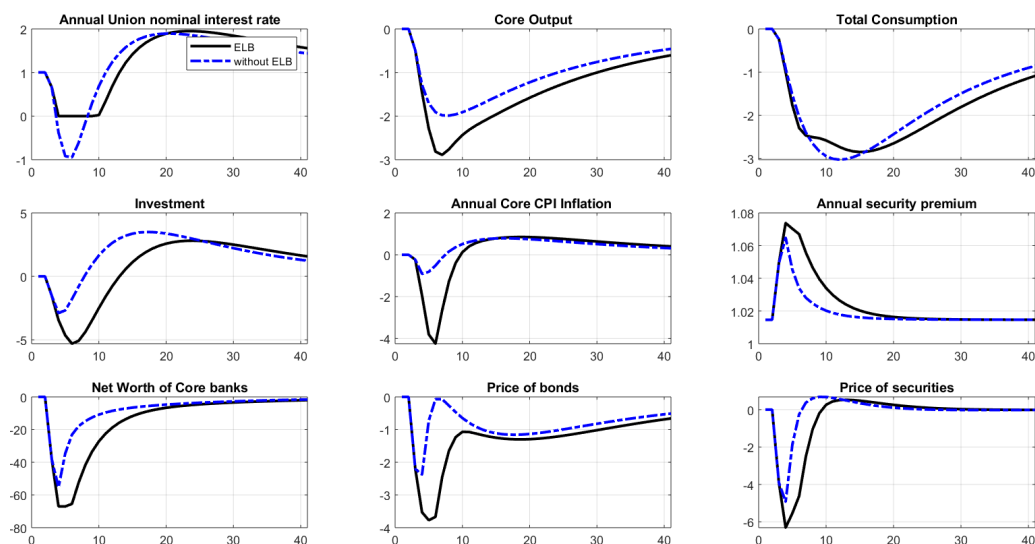 Annual Union nominal interest rate
2
1
0
-1
0 10 20 30 40
ELB
without ELB
Core Output
0
-1
-2
-3
0 10 20 30 40
Total Consumption
0
-1
-2
-3
0 10 20 30 40
Investment
5
0
-5
0 10 20 30 40
Annual Core CPI Inflation
2
0
-2
-4
0 10 20 30 40
Annual security premium
1.08
1.06
1.04
1.02
1
0 10 20 30 40
Net Worth of Core banks
0
-20
-40
-60
-80
0 10 20 30 40
Price of bonds
0
-1
-2
-3
-4
0 10 20 30 40
Price of securities
0
-2
-4
-6
0 10 20 30 40